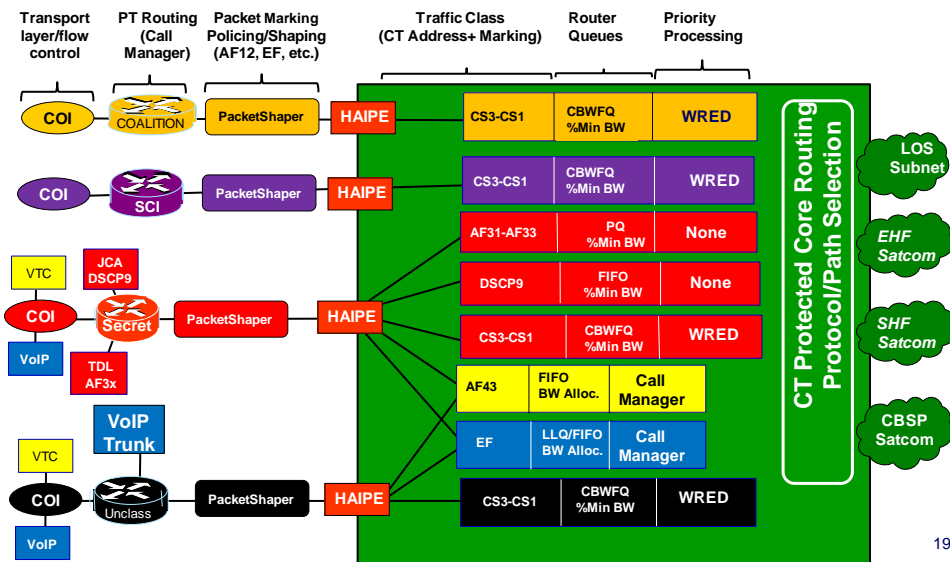 Transport
layer/flow
control
PT Routing
(Call
Manager)
Packet Marking
Policing/Shaping
(AF12, EF, etc.)
Traffic Class
(CT Address+ Marking)
Router
Queues
Priority
Processing
COI
COALITION
PacketShaper
HAIPE
CS3-CS1
CBWFQ
%Min BW
WRED
COI
SCI
PacketShaper
HAIPE
CS3-CS1
CBWFQ
%Min BW
WRED
AF31-AF33
PQ
%Min BW
None
VTC
JCA
DSCP9
COI
Secret
PacketShaper
HAIPE
DSCP9
FIFO
%Min BW
None
VoIP
TDL
AF3x
CS3-CS1
CBWFQ
%Min BW
WRED
AF43
FIFO
BW Alloc.
Call
Manager
VoIP
Trunk
EF
LLQ/FIFO
BW Alloc.
Call
Manager
VTC
COI
Unclass
PacketShaper
HAIPE
CS3-CS1
CBWFQ
%Min BW
WRED
VoIP
CT Protected Core Routing
Protocol/Path Selection
LOS
Subnet
EHF
Satcom
SHF
Satcom
CBSP
Satcom
19